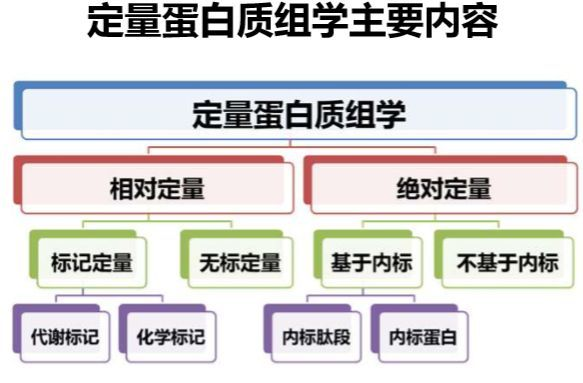 定量蛋白质组学主要内容
定量蛋白质组学
相对定量
绝对定量
标记定量
无标定量
基于内标
不基于内标
代谢标记
化学标记
内标肽段
内标蛋白